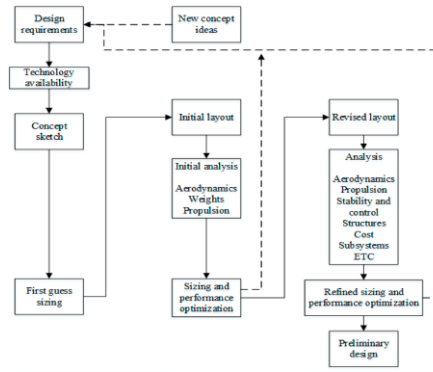 Design
requirements
New concept
ideas
Technology
availability
Concept
sketch
First guess
sizing
Initial layout
Initial analysis
Aerodynamics
Weights
Propulsion
Sizing and
performance
optimization
Revised layout
Analysis
Aerodynamics
Propulsion
Stability and
control
Structures
Cost
Subsystems
ETC
Refined sizing and
performance optimization
Preliminary
design